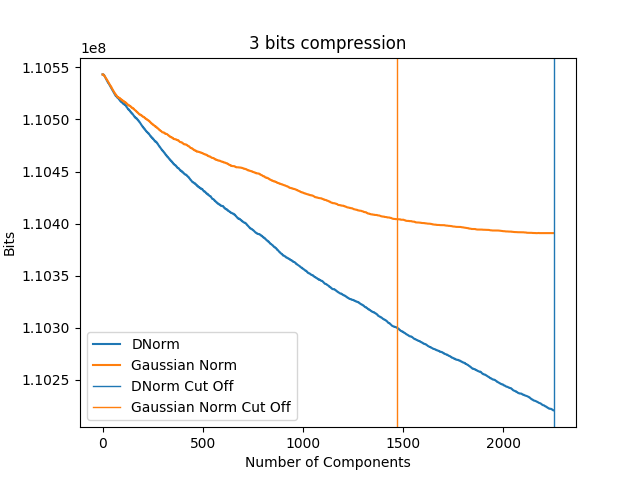 3 bits compression
1e8
1.1055
1.1050
1.1045
1.1040
1.1035
1.1030
1.1025
Bits
DNorm
Gaussian Norm
DNorm Cut Off
Gaussian Norm Cut Off
0 500 1000 1500 2000
Number of Components